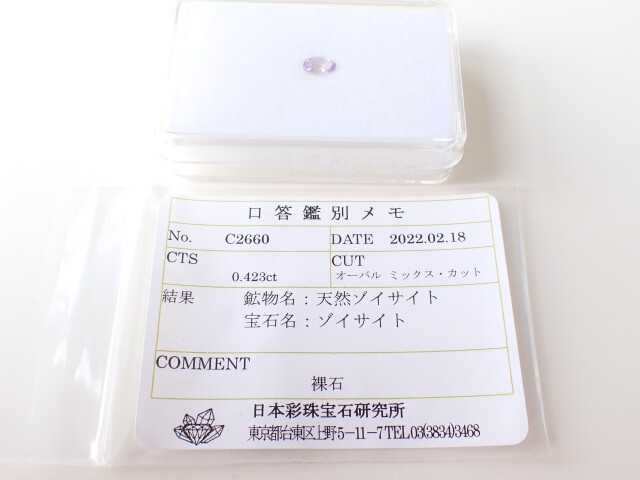 口答鑑別メモ
No. C2660 DATE 2022.02.18
CTS 0.423ct CUT オーバル ミックス・カット
結果 鉱物名：天然ゾイサイト
宝石名：ゾイサイト
COMMENT
裸石
日本彩珠宝石研究所
東京都台東区上野5-11-7 TEL 03(3834)3468